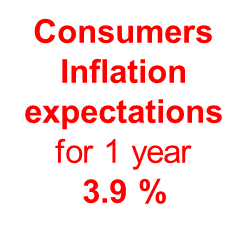 Consumers
Inflation
expectations
for 1 year
3.9 %